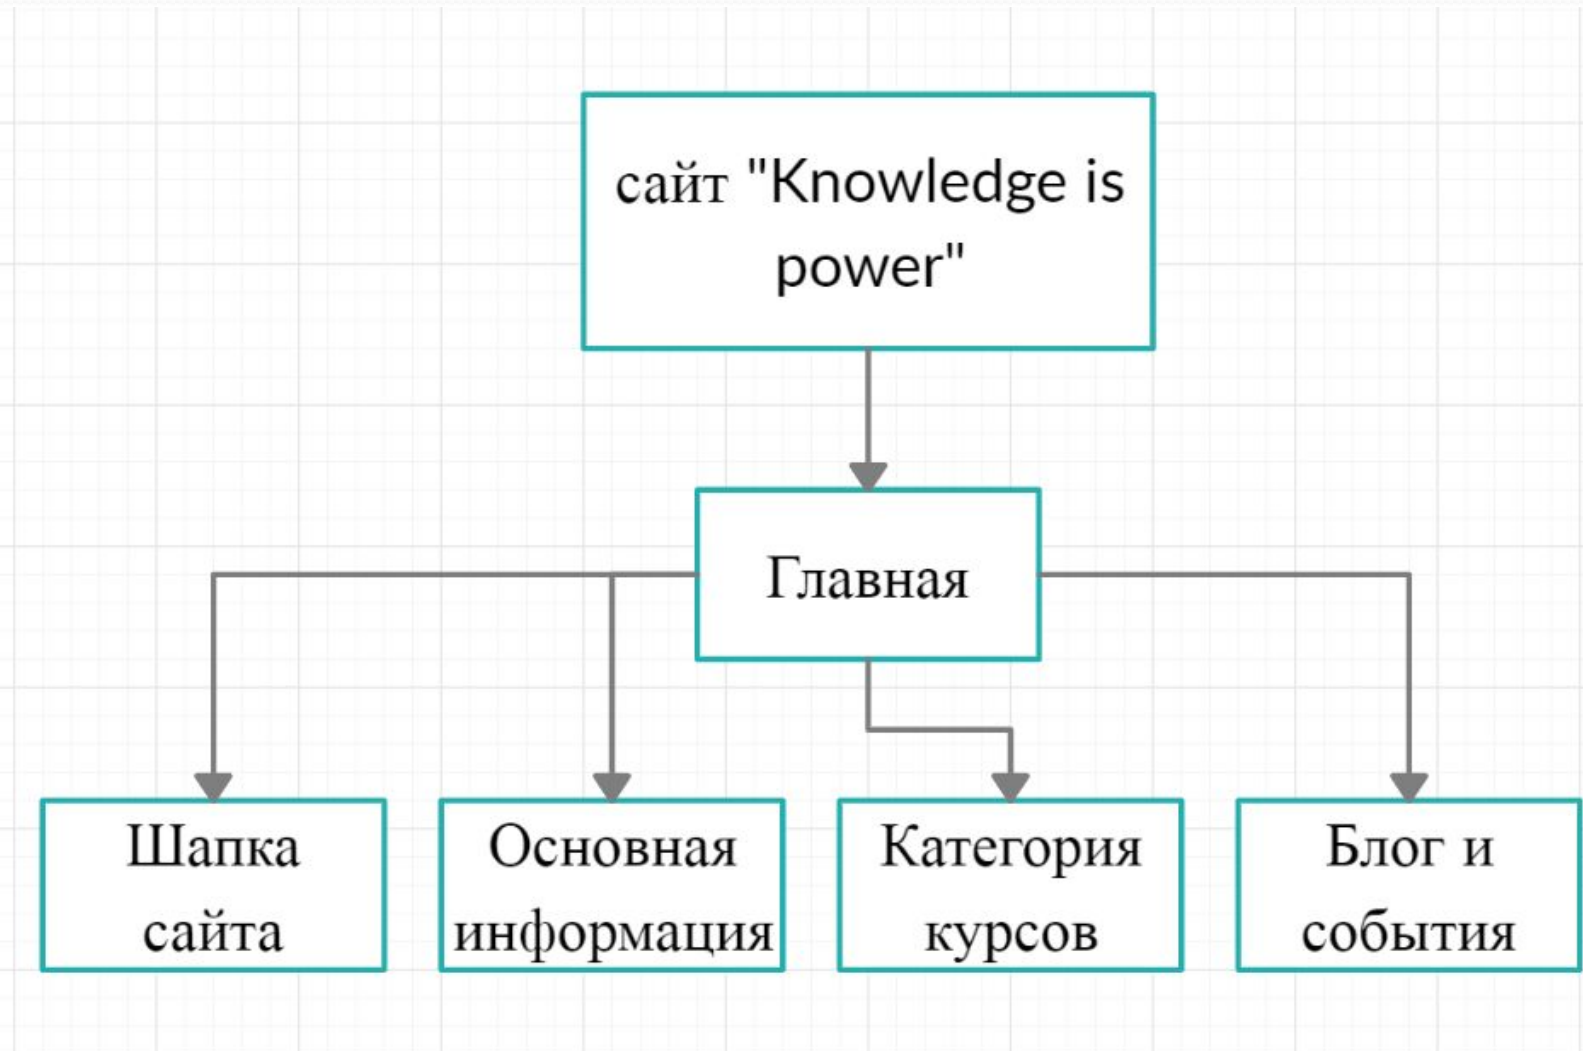 сайт "Knowledge is
power"
Главная
Шапка
сайта
Основная
информация
Категория
курсов
Блог и
события